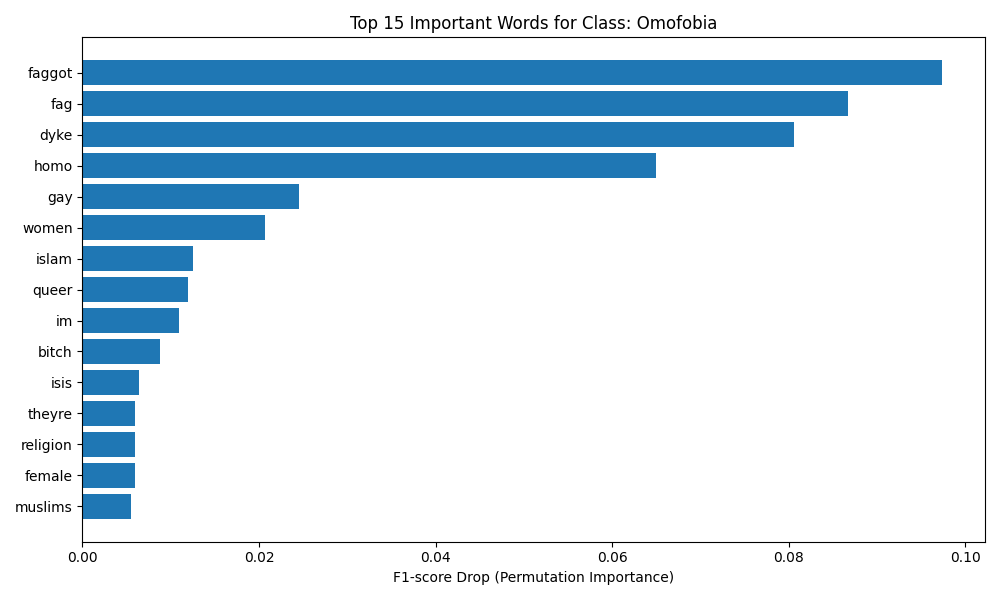 Top 15 Important Words for Class: Omofobia
faggot
fag
dyke
homo
gay
women
islam
queer
im
bitch
isis
theyre
religion
female
muslims
0.00 0.02 0.04 0.06 0.08 0.10
F1-score Drop (Permutation Importance)